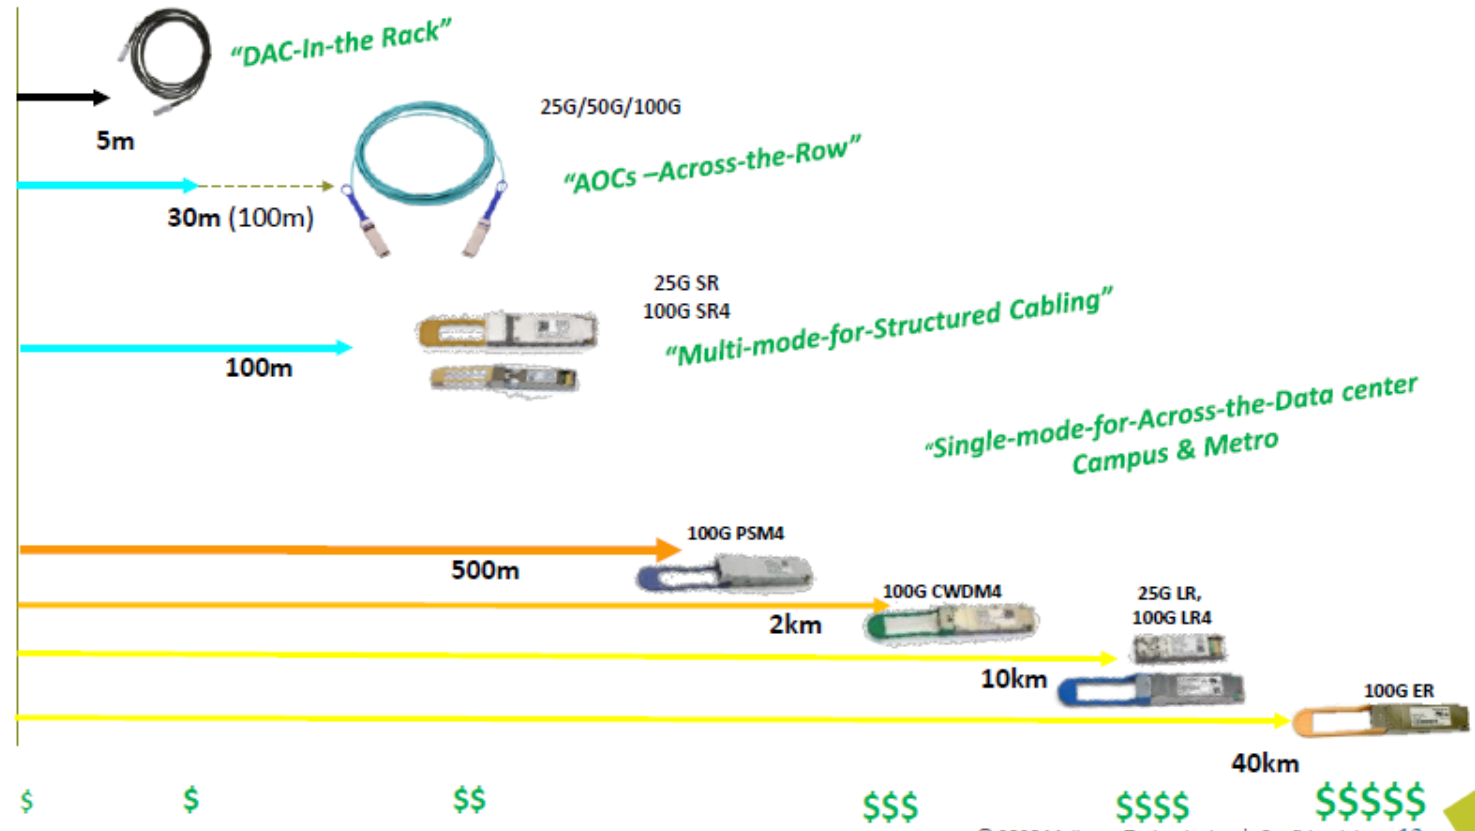 “DAC-In-the Rack”
5m
25G/50G/100G
“AOCs –Across-the-Row”
30m (100m)
25G SR
100G SR4
“Multi-mode-for-Structured Cabling”
100m
“Single-mode-for-Across-the-Data center
Campus & Metro
100G PSM4
500m
100G CWDM4
2km
25G LR,
100G LR4
10km
100G ER
40km
$ $ $$ $$$ $$$$ $$$$$